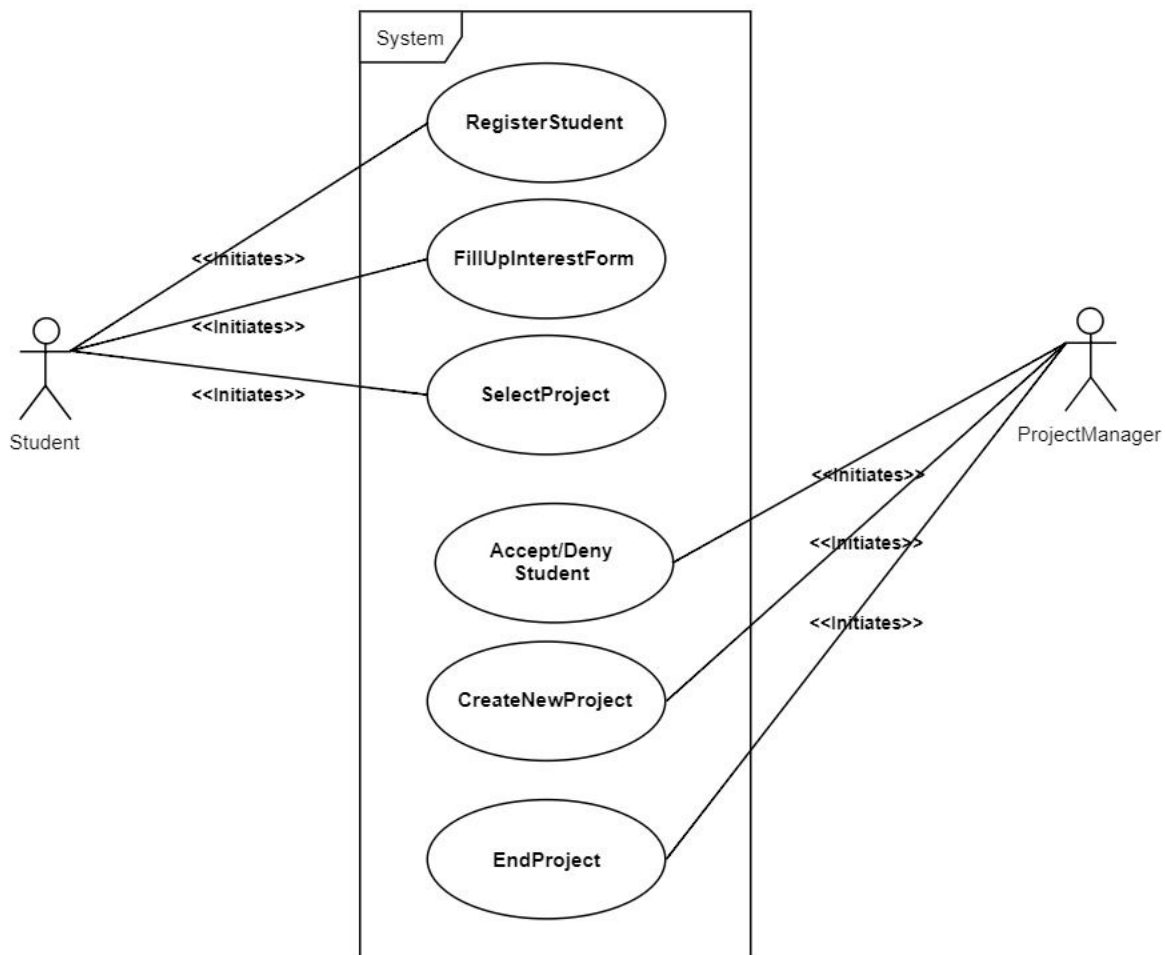 System
RegisterStudent
<<Initiates>>
FillUpInterestForm
<<Initiates>>
SelectProject
<<Initiates>>
Student
ProjectManager
<<Initiates>>
Accept/Deny
Student
<<Initiates>>
<<Initiates>>
CreateNewProject
EndProject